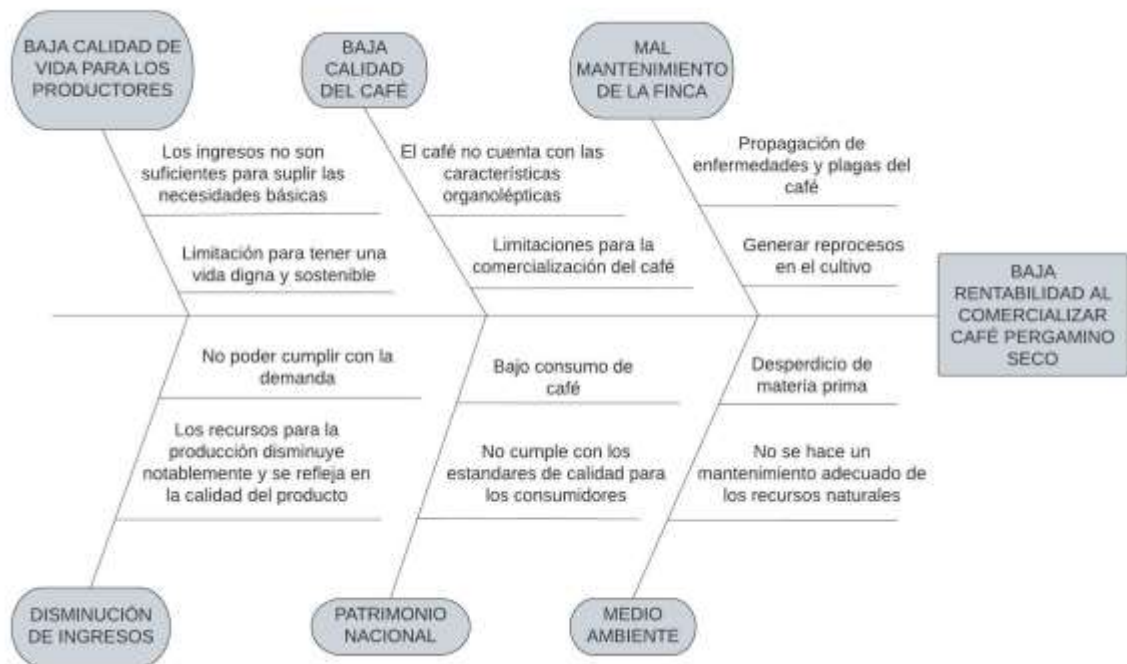 BAJA CALIDAD DE
VIDA PARA LOS
PRODUCTORES
BAJA
CALIDAD
DEL CAFÉ
MAL
MANTENIMIENTO
DE LA FINCA
Los ingresos no son
suficientes para suplir las
necesidades básicas
El café no cuenta con las
características
organolépticas
Propagación de
enfermedades y plagas del
café
Limitación para tener una
vida digna y sostenible
Limitaciones para la
comercialización del café
Generar reprocesos
en el cultivo
BAJA
RENTABILIDAD AL
COMERCIALIZAR
CAFÉ PERGAMINO
SECO
No poder cumplir con la
demanda
Bajo consumo de
café
Desperdicio de
materia prima
Los recursos para la
producción disminuye
notablemente y se refleja en
la calidad del producto
No cumple con los
estandares de calidad para
los consumidores
No se hace un
mantenimiento adecuado de
los recursos naturales
DISMINUCIÓN
DE INGRESOS
PATRIMONIO
NACIONAL
MEDIO
AMBIENTE